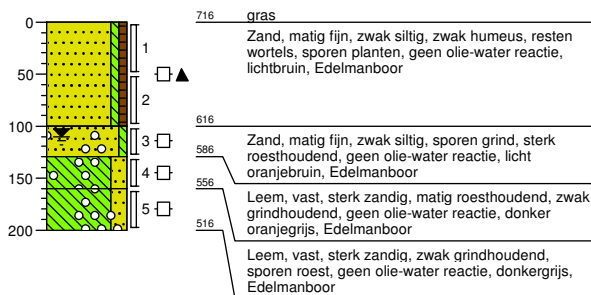 0
50
100
150
200
1
2
3
4
5
716
gras
Zand, matig fijn, zwak siltig, zwak humeus, resten
wortels, sporen planten, geen olie-water reactie,
lichtbruin, Edelmanboor
616
Zand, matig fijn, zwak siltig, sporen grind, sterk
roesthoudend, geen olie-water reactie, licht
oranjebruin, Edelmanboor
586
Leem, vast, sterk zandig, matig roesthoudend, zwak
grindhoudend, geen olie-water reactie, donker
oranjegrijs, Edelmanboor
556
Leem, vast, sterk zandig, zwak grindhoudend,
sporen roest, geen olie-water reactie, donkergrijs,
Edelmanboor
516